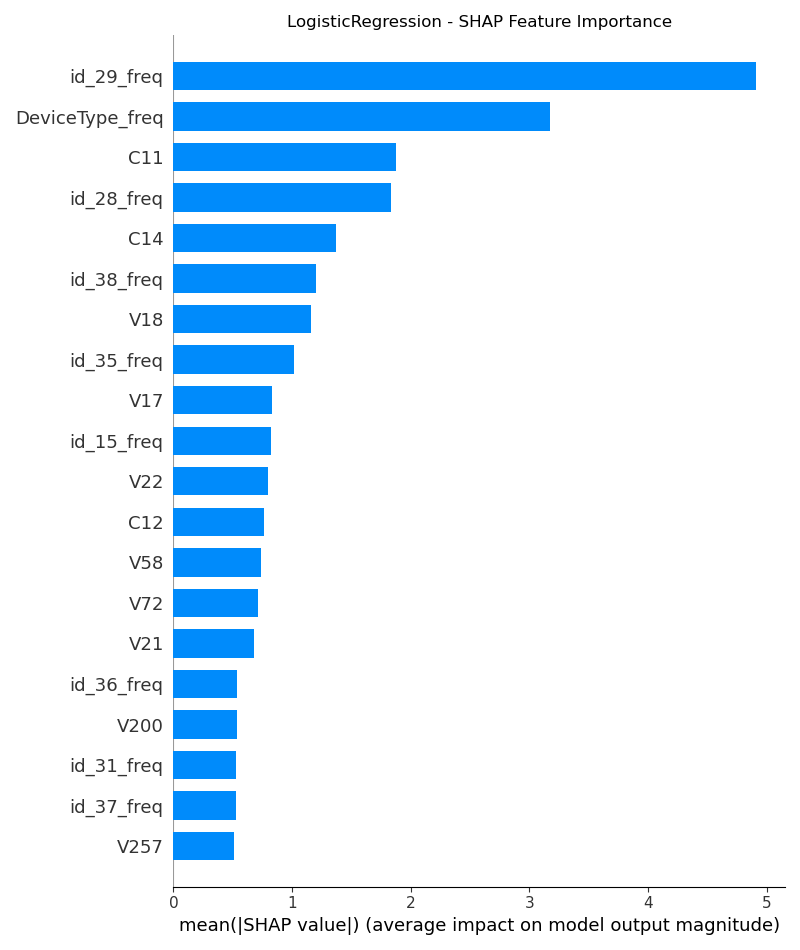 LogisticRegression - SHAP Feature Importance
id_29_freq
DeviceType_freq
C11
id_28_freq
C14
id_38_freq
V18
id_35_freq
V17
id_15_freq
V22
C12
V58
V72
V21
id_36_freq
V200
id_31_freq
id_37_freq
V257
0 1 2 3 4 5
mean(|SHAP value|) (average impact on model output magnitude)